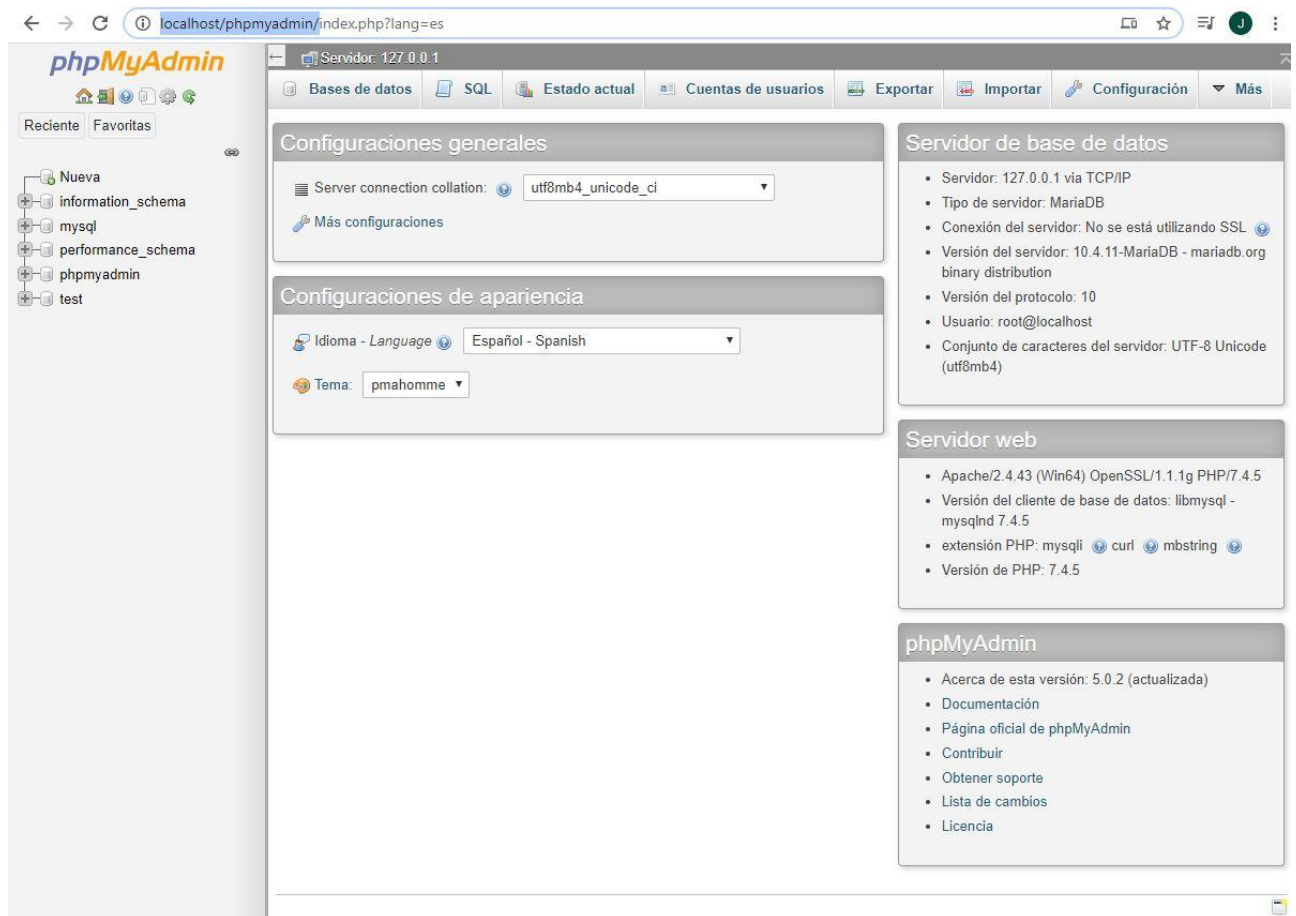 localhost/phpmyadmin/index.php?lang=es
J
phpMyAdmin
Reciente Favoritas
Nueva
information_schema
mysql
performance_schema
phpmyadmin
test
Servidor: 127.0.0.1
Bases de datos SQL Estado actual Cuentas de usuarios Exportar Importar Configuración Más
Configuraciones generales
Server connection collation: utf8mb4_unicode_ci
Más configuraciones
Configuraciones de apariencia
Idioma - Language Español - Spanish
Tema: pmahomme
Servidor de base de datos
Servidor: 127.0.0.1 via TCP/IP
Tipo de servidor: MariaDB
Conexión del servidor: No se está utilizando SSL
Versión del servidor: 10.4.11-MariaDB - mariadb.org
binary distribution
Versión del protocolo: 10
Usuario: root@localhost
Conjunto de caracteres del servidor: UTF-8 Unicode
(utf8mb4)
Servidor web
Apache/2.4.43 (Win64) OpenSSL/1.1.1g PHP/7.4.5
Versión del cliente de base de datos: libmysql -
mysqlnd 7.4.5
extensión PHP: mysqli curl mbstring
Versión de PHP: 7.4.5
phpMyAdmin
Acerca de esta versión: 5.0.2 (actualizada)
Documentación
Página oficial de phpMyAdmin
Contribuir
Obtener soporte
Lista de cambios
Licencia